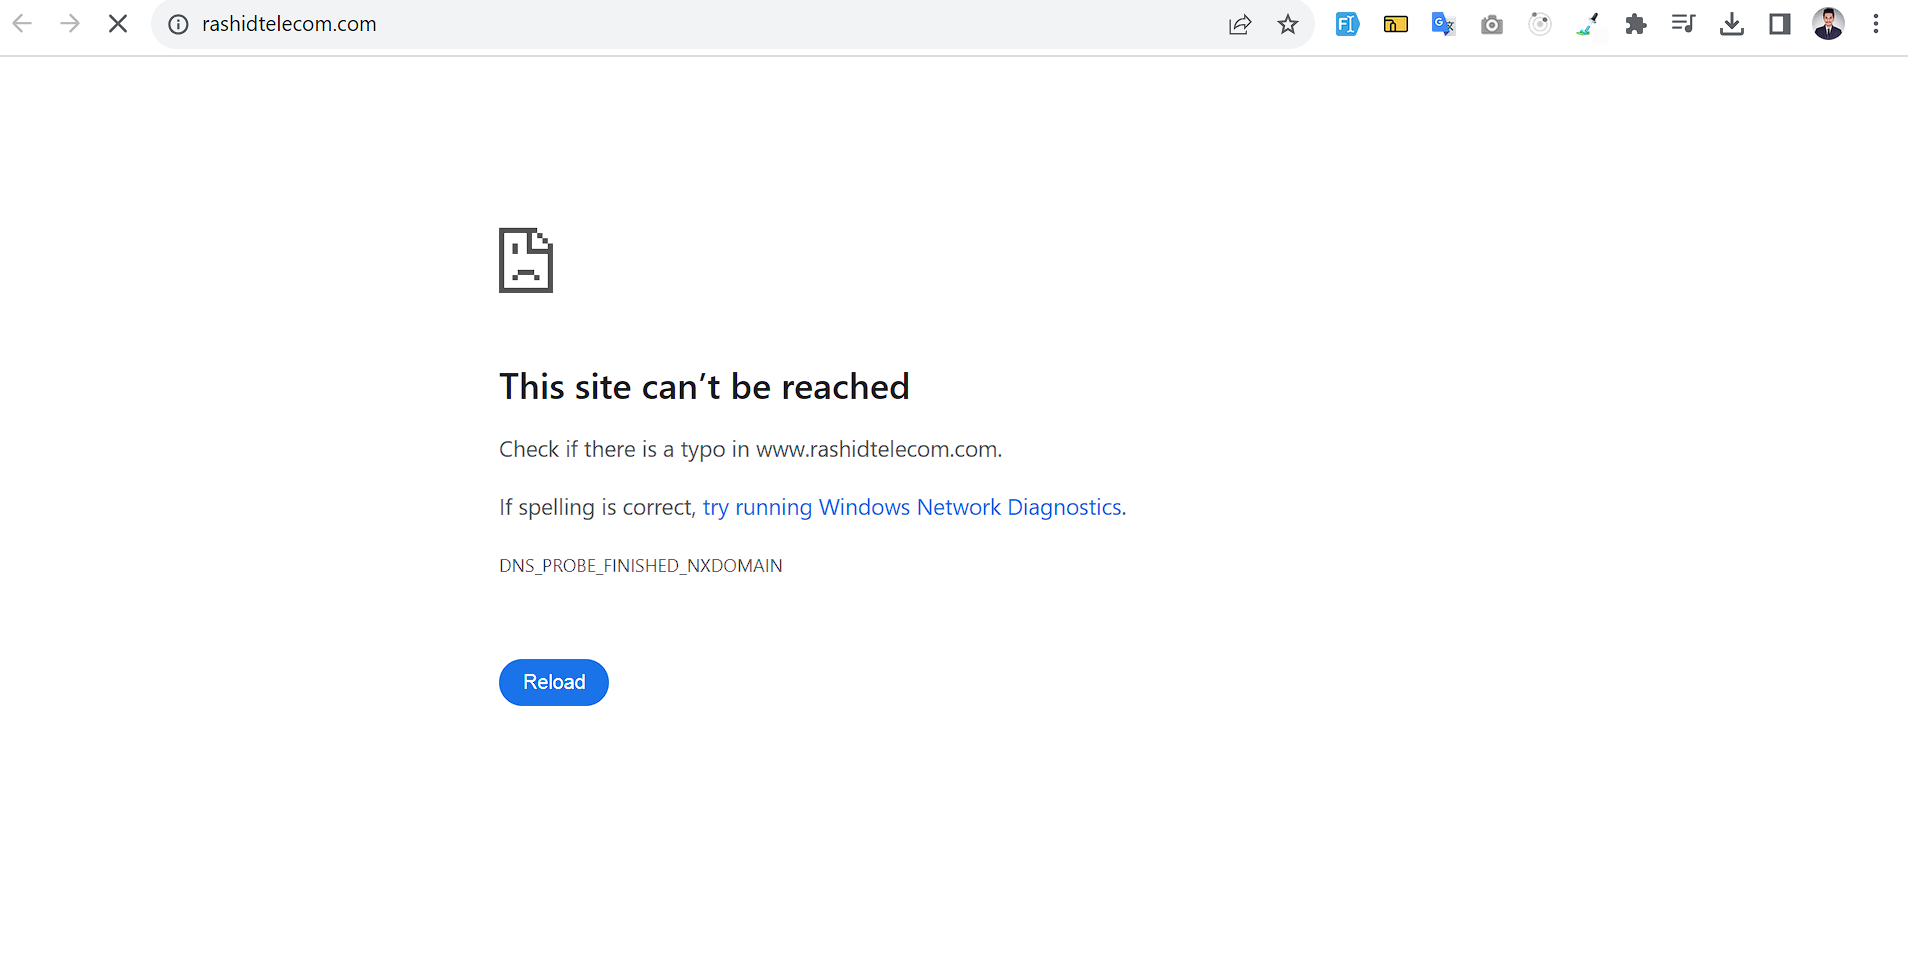 rashidtelecom.com
This site can’t be reached
Check if there is a typo in www.rashidtelecom.com.
If spelling is correct, try running Windows Network Diagnostics.
DNS_PROBE_FINISHED_NXDOMAIN
Reload